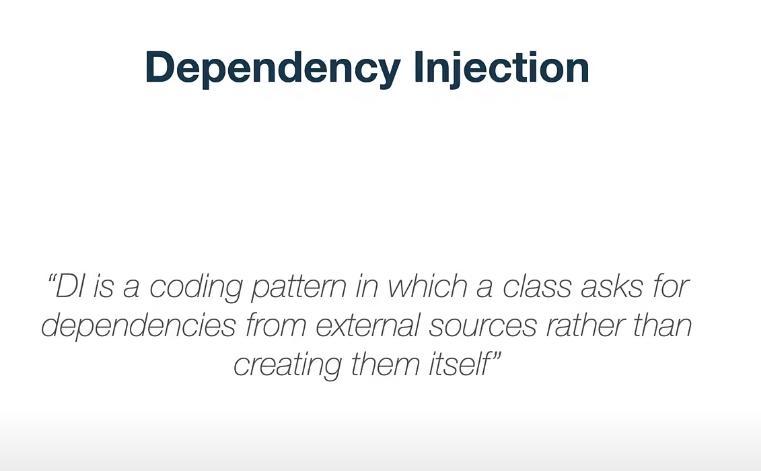 Dependency Injection
“DI is a coding pattern in which a class asks for
dependencies from external sources rather than
creating them itself”